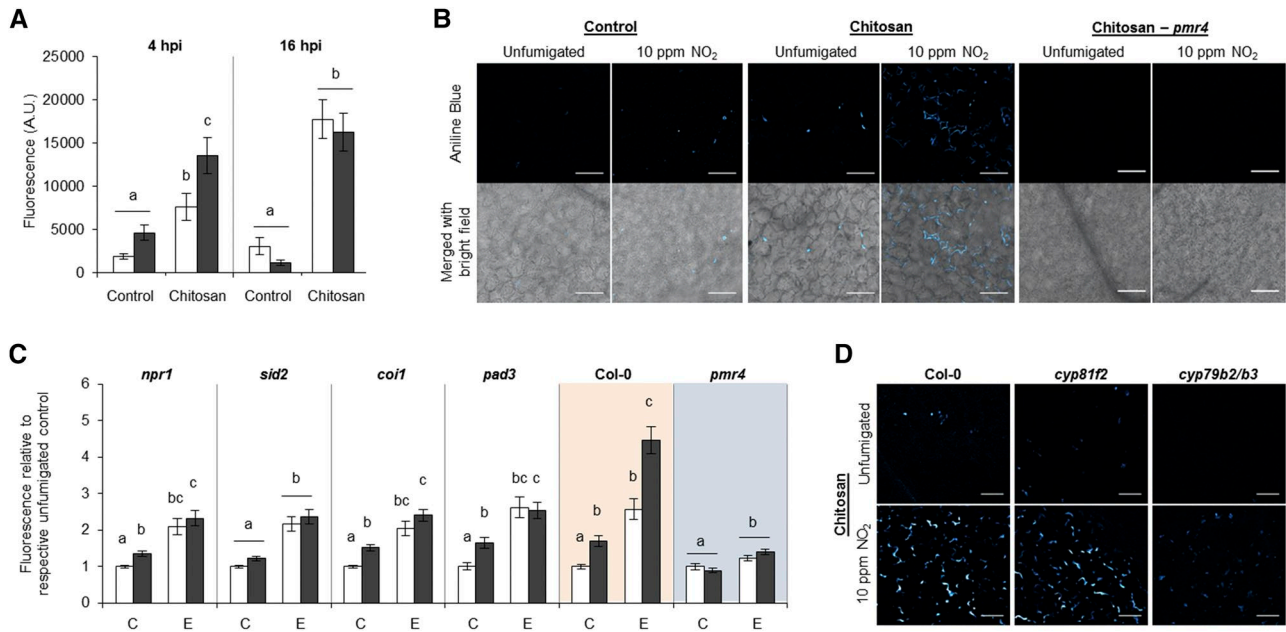 A
4 hpi
16 hpi
25000
20000
15000
10000
5000
0
Fluorescence (A.U.)
a
b
c
a
b
Control
Chitosan
Control
Chitosan
B
Control
Chitosan
Chitosan – pmr4
Unfumigated
10 ppm NO₂
Unfumigated
10 ppm NO₂
Unfumigated
10 ppm NO₂
Aniline Blue
Merged with
bright field
C
npr1
sid2
coi1
pad3
Col-0
pmr4
Fluorescence relative to
respective unfumigated control
6
5
4
3
2
1
0
a
b
bc
c
a
b
a
b
bc
c
a
b
bc
c
a
b
b
c
a
b
C
E
C
E
C
E
C
E
C
E
C
E
D
Col-0
cyp81f2
cyp79b2/b3
Chitosan
Unfumigated
10 ppm NO₂